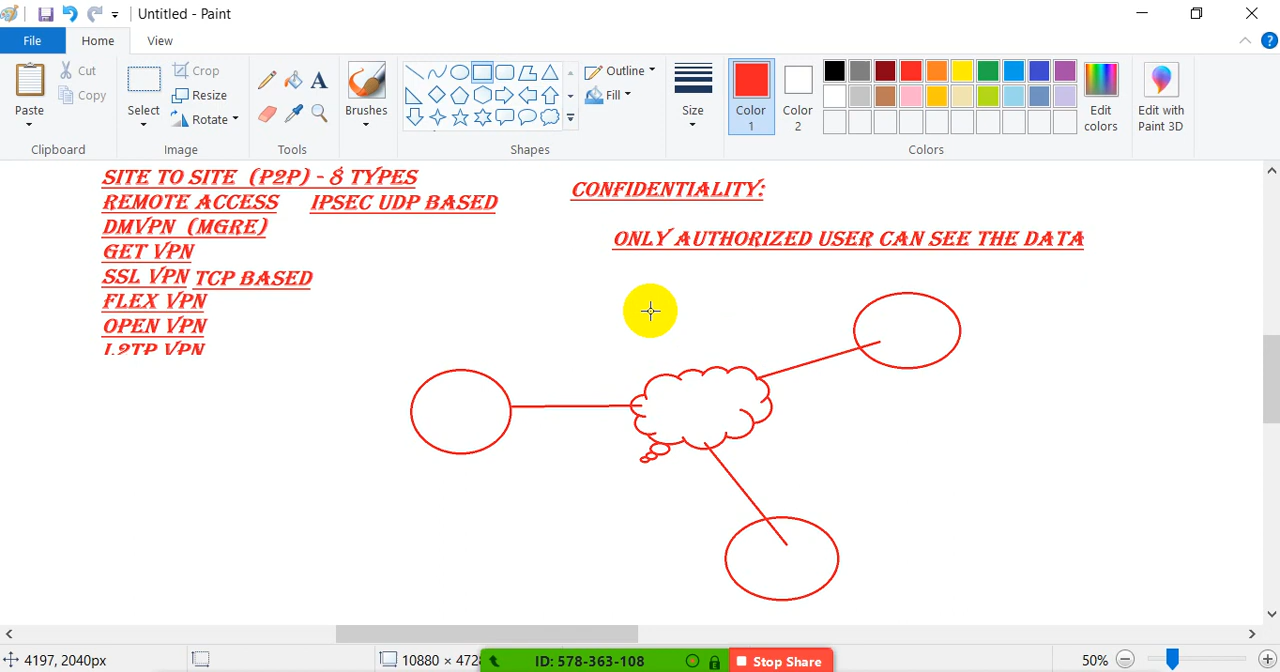 Untitled - Paint
File
Home
View
Paste
Cut
Copy
Clipboard
Select
Crop
Resize
Rotate
Image
A
Tools
Brushes
Shapes
Outline
Fill
Size
Color 1
Color 2
Edit colors
Edit with Paint 3D
Colors
SITE TO SITE (P2P) - 8 TYPES
REMOTE ACCESS IPSEC UDP BASED
DMVPN (MGRE)
GET VPN
SSL VPN TCP BASED
FLEX VPN
OPEN VPN
L2TP VPN
CONFIDENTIALITY:
ONLY AUTHORIZED USER CAN SEE THE DATA
4197, 2040px
10880 × 472
ID: 578-363-108
Stop Share
50%